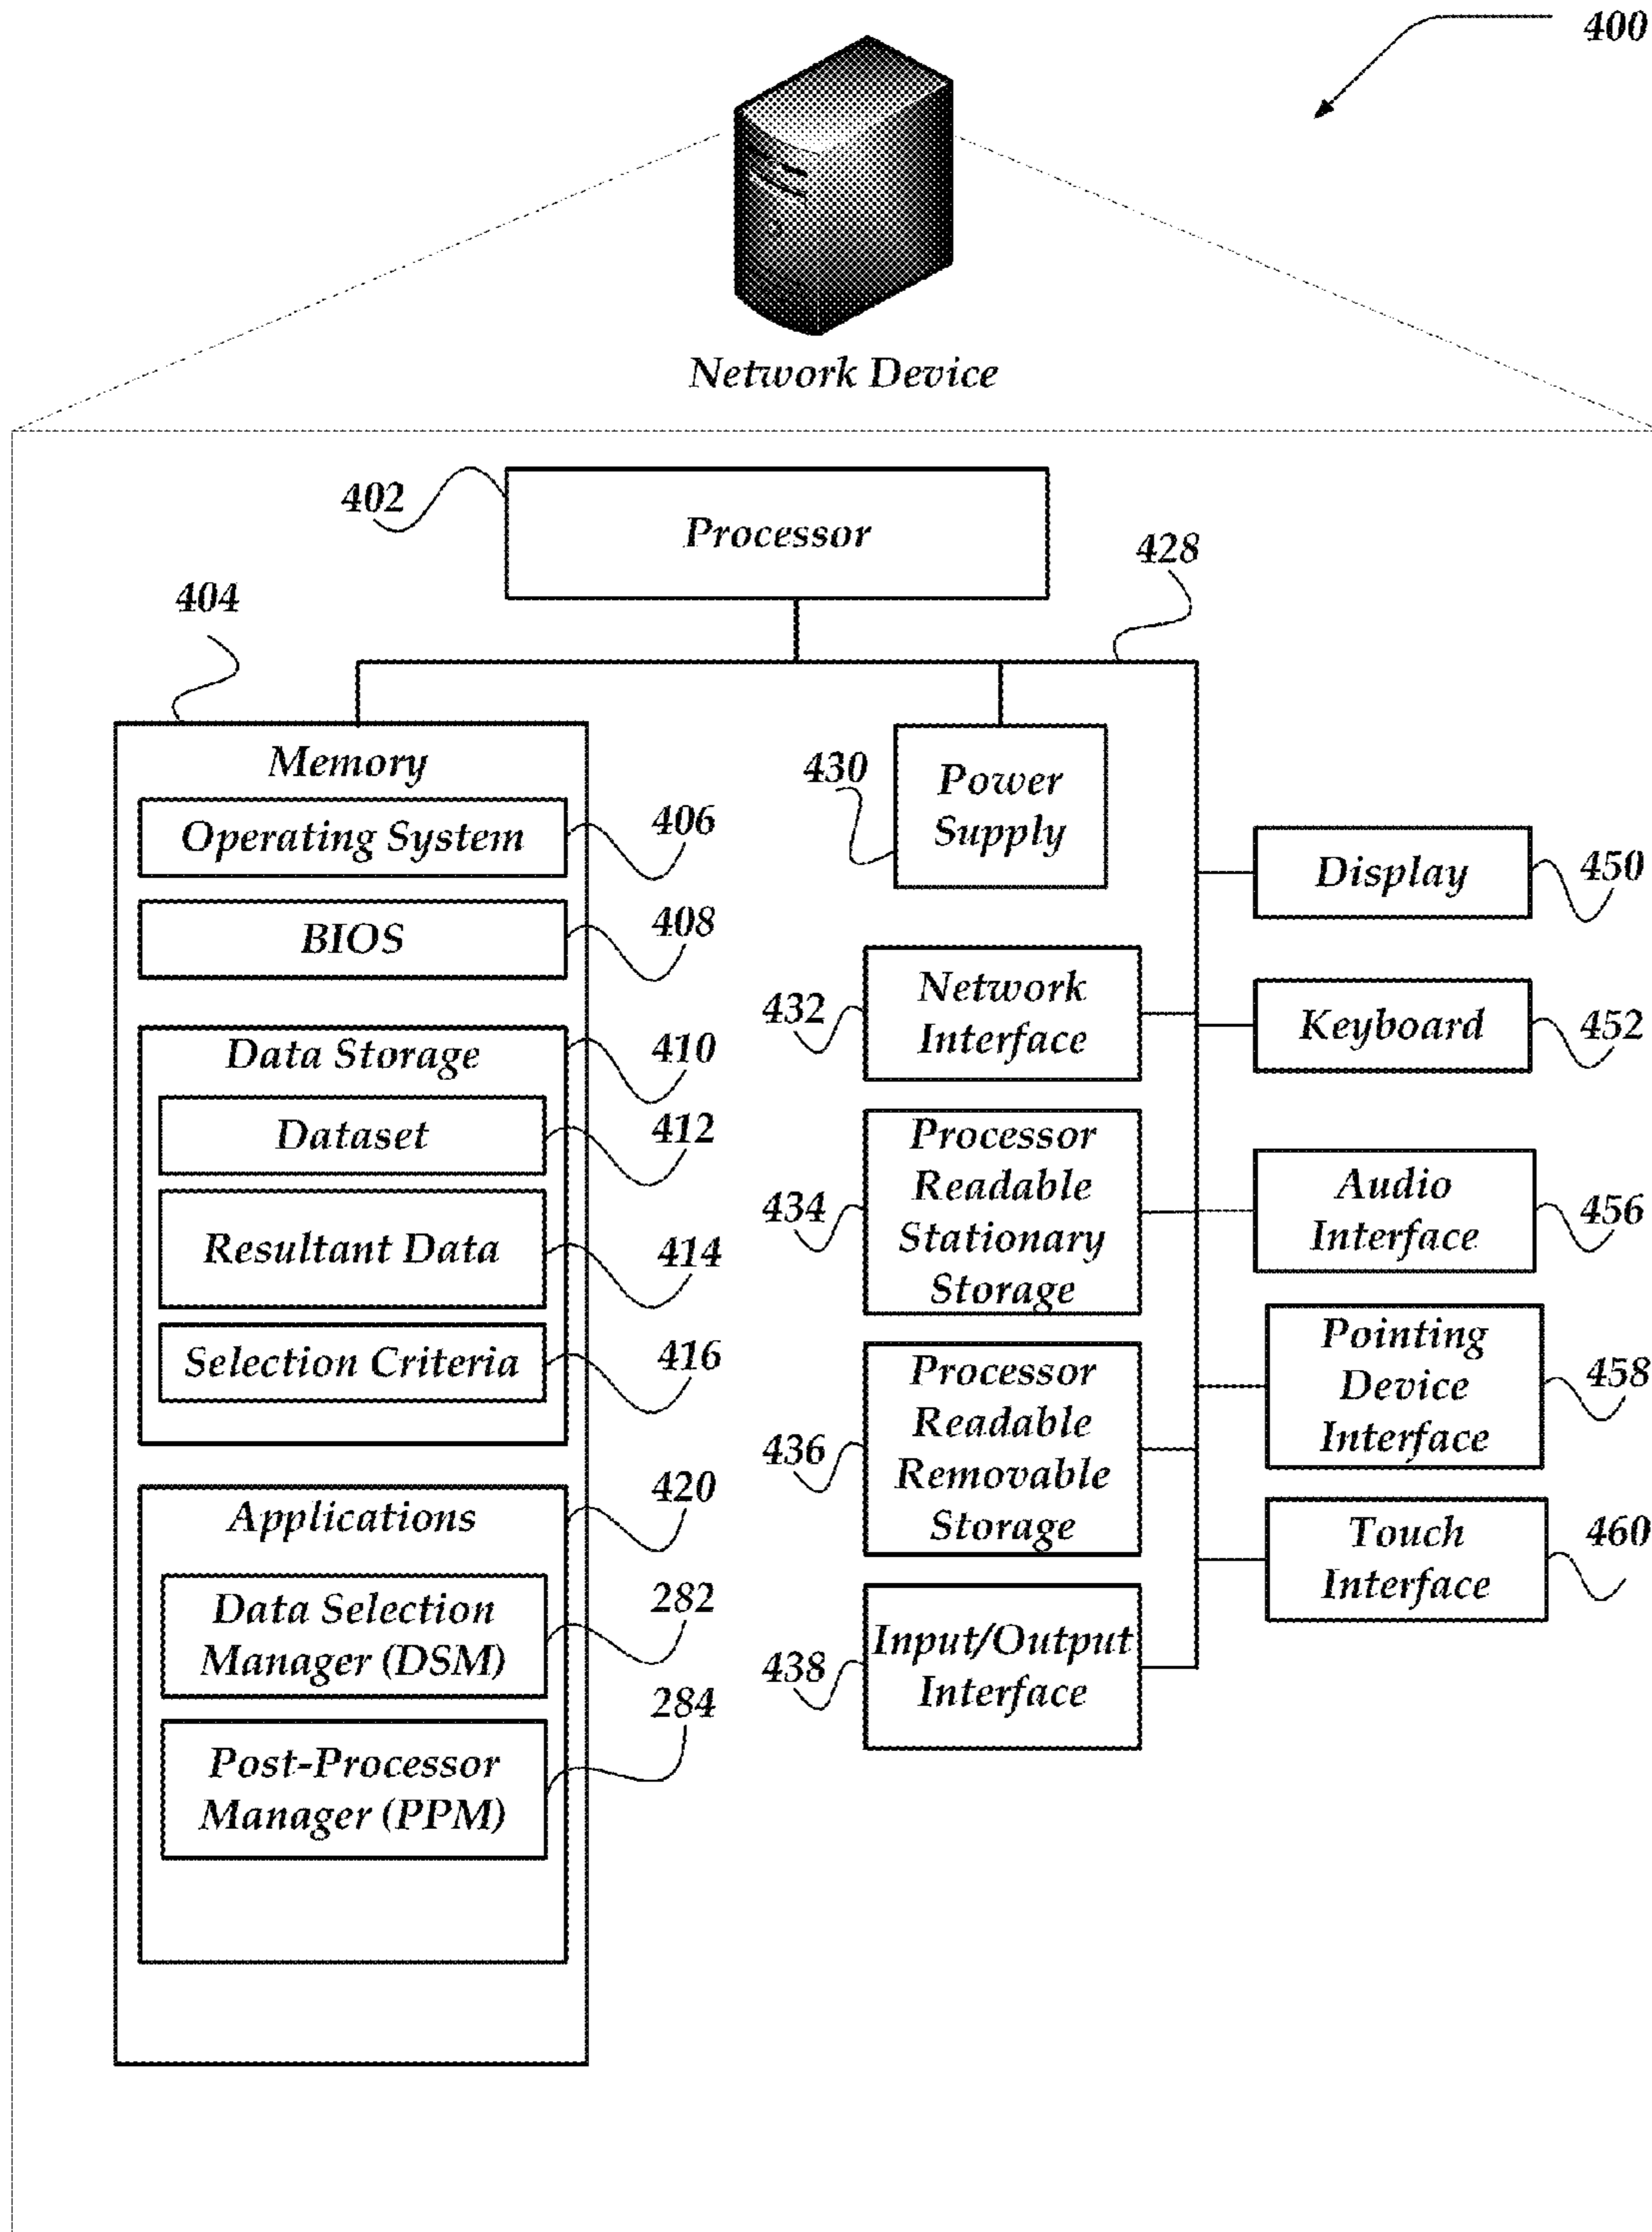 400
Network Device
402
Processor
428
404
Memory
Operating System
406
BIOS
408
Data Storage
410
Dataset
412
Resultant Data
414
Selection Criteria
416
Applications
420
Data Selection
Manager (DSM)
282
Post-Processor
Manager (PPM)
284
430
Power
Supply
432
Network
Interface
434
Processor
Readable
Stationary
Storage
436
Processor
Readable
Removable
Storage
438
Input/Output
Interface
Display
450
Keyboard
452
Audio
Interface
456
Pointing
Device
Interface
458
Touch
Interface
460